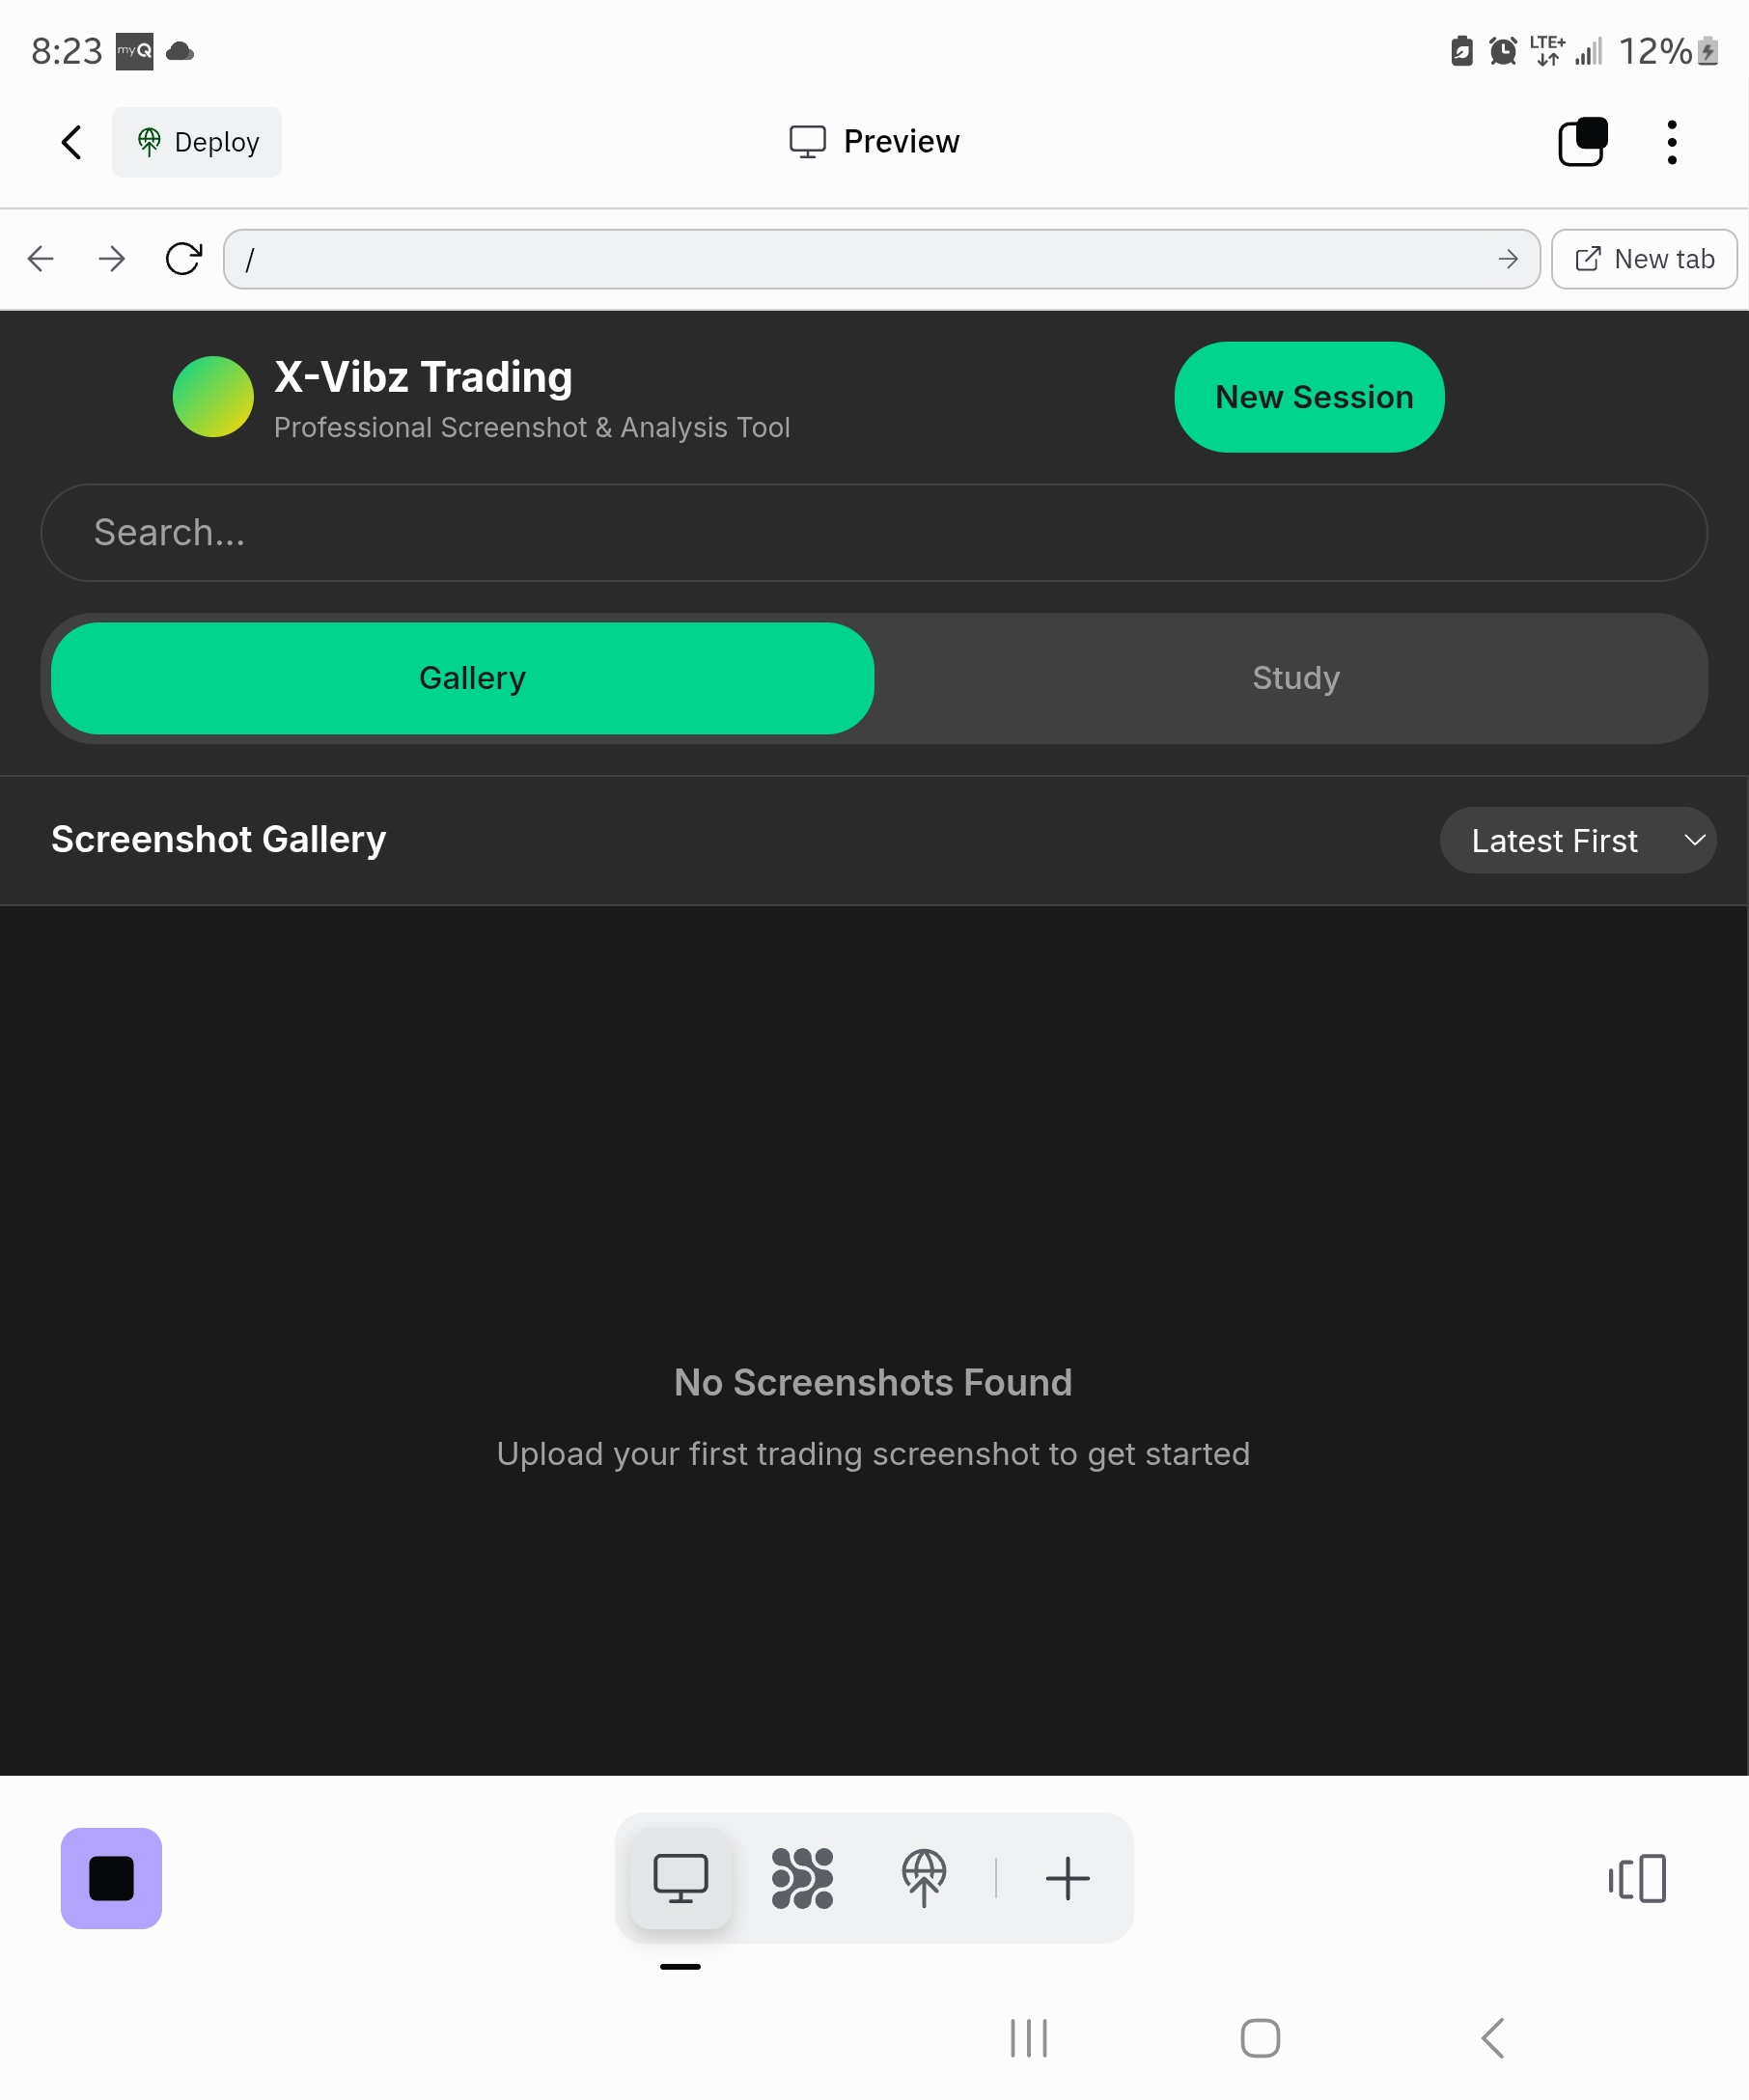 8:23 myQ LTE+ 12%
Deploy Preview
/ New tab
X-Vibz Trading
Professional Screenshot & Analysis Tool
New Session
Search...
Gallery Study
Screenshot Gallery Latest First
No Screenshots Found
Upload your first trading screenshot to get started